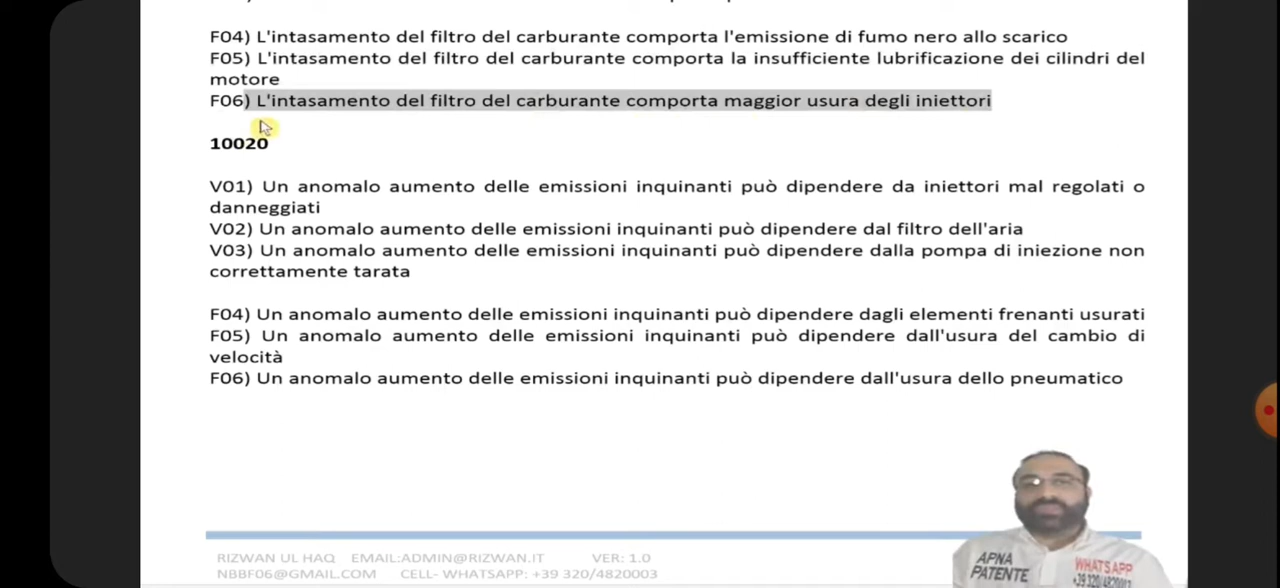 F04) L'intasamento del filtro del carburante comporta l'emissione di fumo nero allo scarico
F05) L'intasamento del filtro del carburante comporta la insufficiente lubrificazione dei cilindri del
motore
F06) L'intasamento del filtro del carburante comporta maggior usura degli iniettori
10020
V01) Un anomalo aumento delle emissioni inquinanti può dipendere da iniettori mal regolati o
danneggiati
V02) Un anomalo aumento delle emissioni inquinanti può dipendere dal filtro dell'aria
V03) Un anomalo aumento delle emissioni inquinanti può dipendere dalla pompa di iniezione non
correttamente tarata
F04) Un anomalo aumento delle emissioni inquinanti può dipendere dagli elementi frenanti usurati
F05) Un anomalo aumento delle emissioni inquinanti può dipendere dall'usura del cambio di
velocità
F06) Un anomalo aumento delle emissioni inquinanti può dipendere dall'usura dello pneumatico
RIZWAN UL HAQ EMAIL:ADMIN@RIZWAN.IT VER: 1.0
NBBF06@GMAIL.COM CELL- WHATSAPP: +39 320/4820003
APNA
PATENTE
WHATSAPP
+39 320/4820003